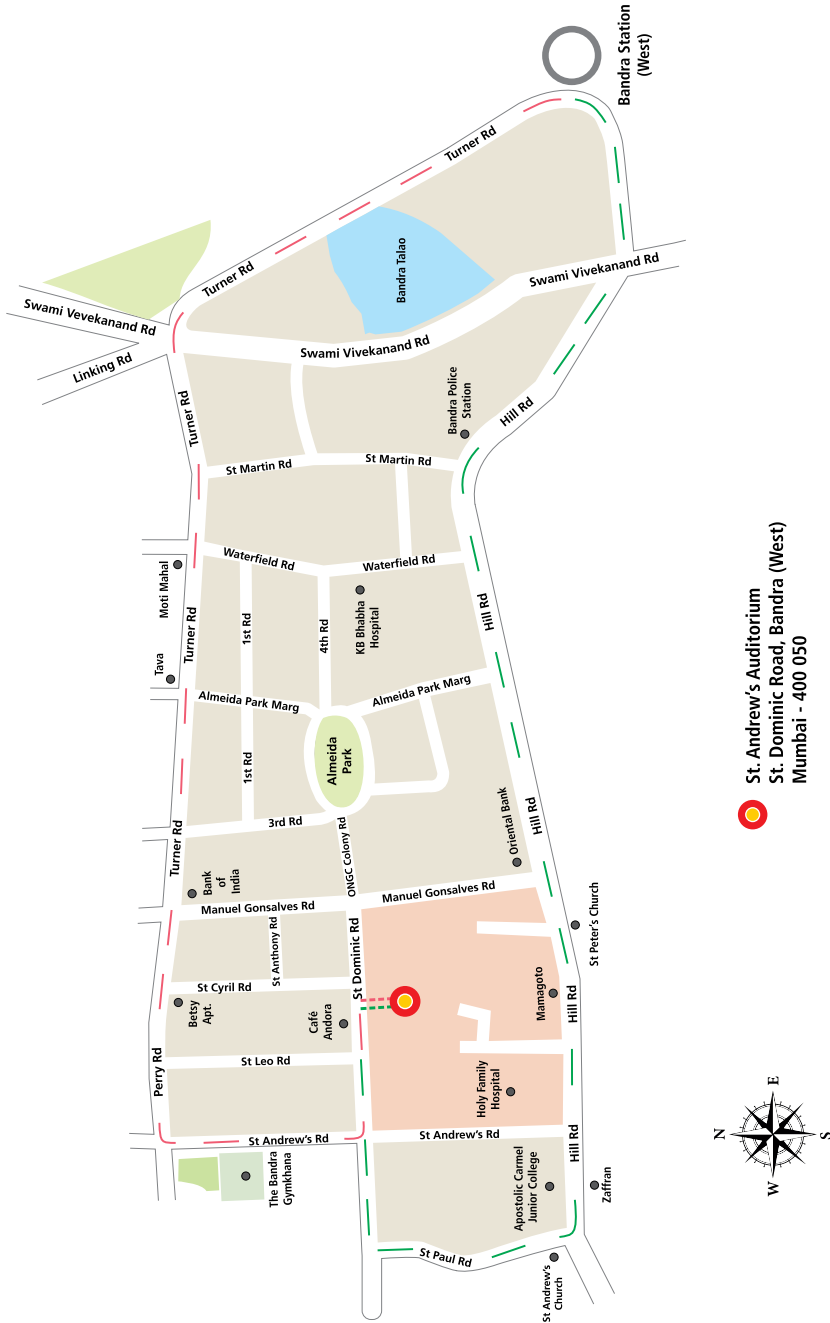 Bandra Station
(West)
Swami Vevekanand Rd
Linking Rd
Turner Rd
Turner Rd
Turner Rd
Bandra Talao
Swami Vivekanand Rd
Swami Vivekanand Rd
Bandra Police
Station
Hill Rd
St Martin Rd
St Martin Rd
Moti Mahal
Tava
Turner Rd
Waterfield Rd
Waterfield Rd
1st Rd
4th Rd
KB Bhabha
Hospital
Hill Rd
Almeida Park Marg
Almeida Park Marg
1st Rd
Almeida
Park
Turner Rd
3rd Rd
ONGC Colony Rd
Oriental Bank
Hill Rd
Bank
of
India
Manuel Gonsalves Rd
Manuel Gonsalves Rd
St Anthony Rd
St Dominic Rd
St Peter's Church
St Cyril Rd
Betsy
Apt.
Café
Andora
Mamagoto
Hill Rd
Perry Rd
St Leo Rd
Holy Family
Hospital
St Andrew's Rd
St Andrew's Rd
Hill Rd
The Bandra
Gymkhana
Apostolic Carmel
Junior College
Zaffran
St Paul Rd
St Andrew's
Church
St. Andrew's Auditorium
St. Dominic Road, Bandra (West)
Mumbai - 400 050
N
E
W
S